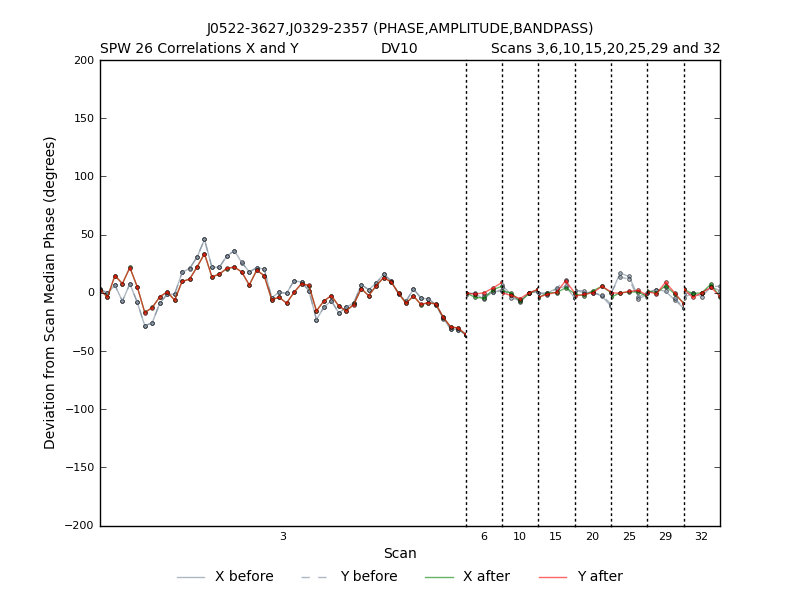 J0522-3627,J0329-2357 (PHASE,AMPLITUDE,BANDPASS)
SPW 26 Correlations X and Y DV10 Scans 3,6,10,15,20,25,29 and 32
200
150
100
50
0
−50
−100
−150
−200
Deviation from Scan Median Phase (degrees)
3 6 10 15 20 25 29 32
Scan
X before Y before X after Y after